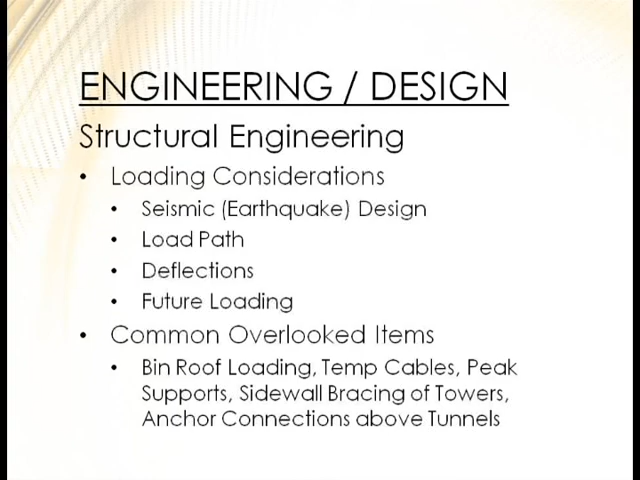 ENGINEERING / DESIGN
Structural Engineering
• Loading Considerations
• Seismic (Earthquake) Design
• Load Path
• Deflections
• Future Loading
• Common Overlooked Items
• Bin Roof Loading, Temp Cables, Peak
Supports, Sidewall Bracing of Towers,
Anchor Connections above Tunnels